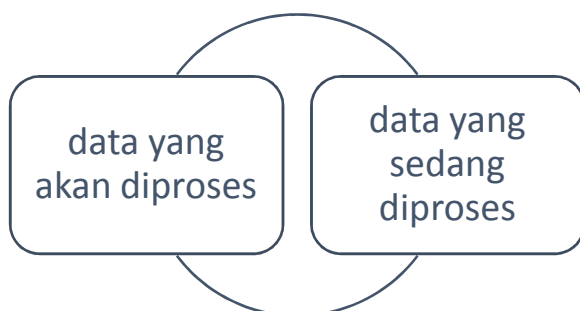 data yang
akan diproses
data yang
sedang
diproses